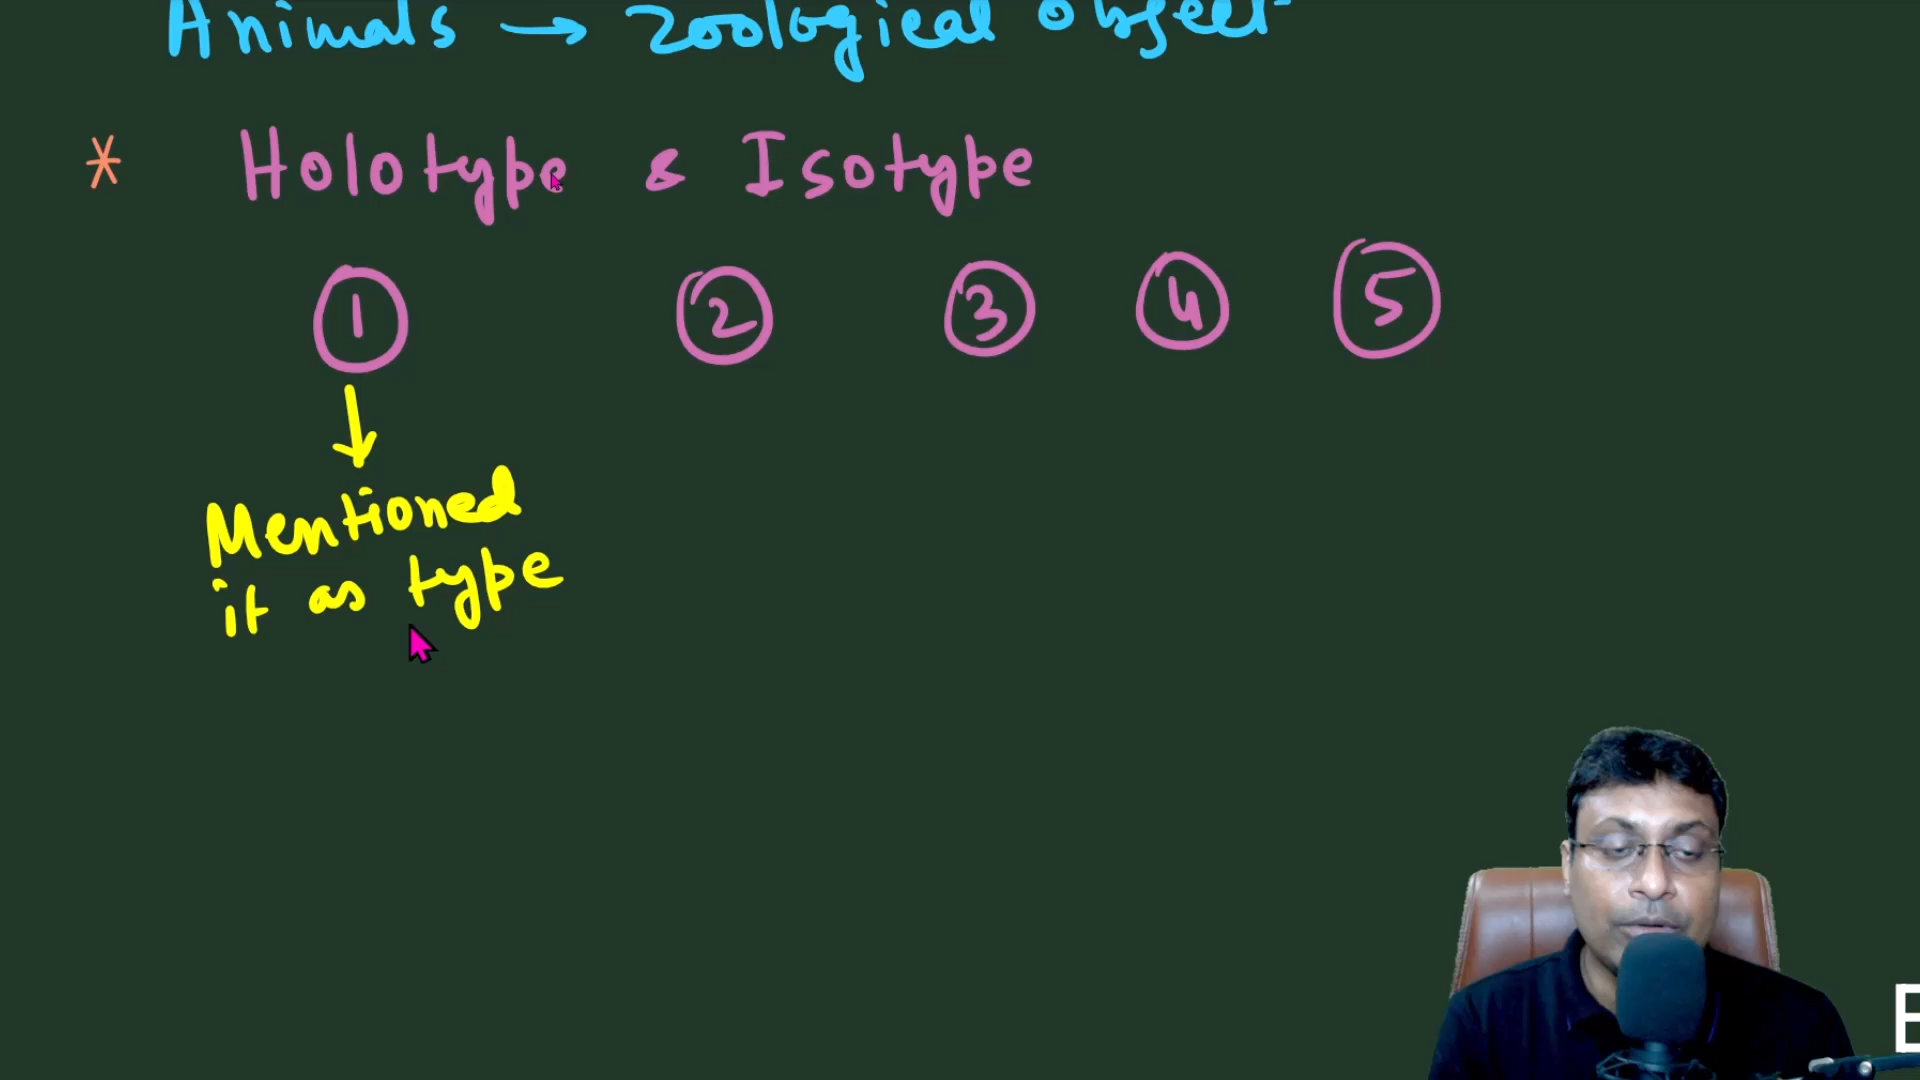 Animals → Zoological object
* Holotype & Isotype
1 2 3 4 5
↓
Mentioned
it as type